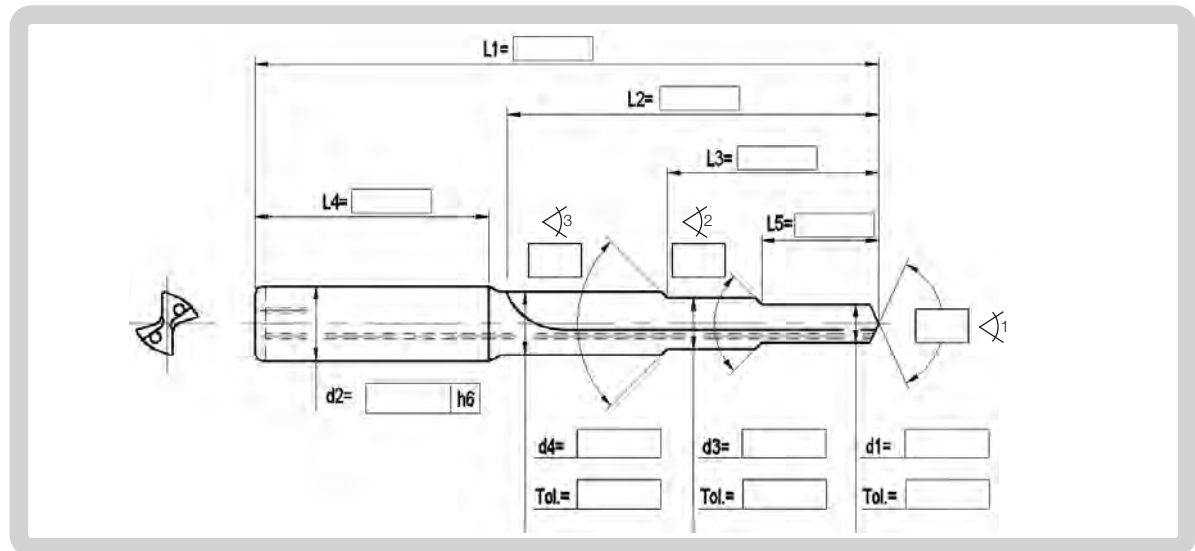 L1=
L2=
L3=
L4=
L5=
3
2
1
d2= h6
d4= d3= d1=
Tol.= Tol.= Tol.=